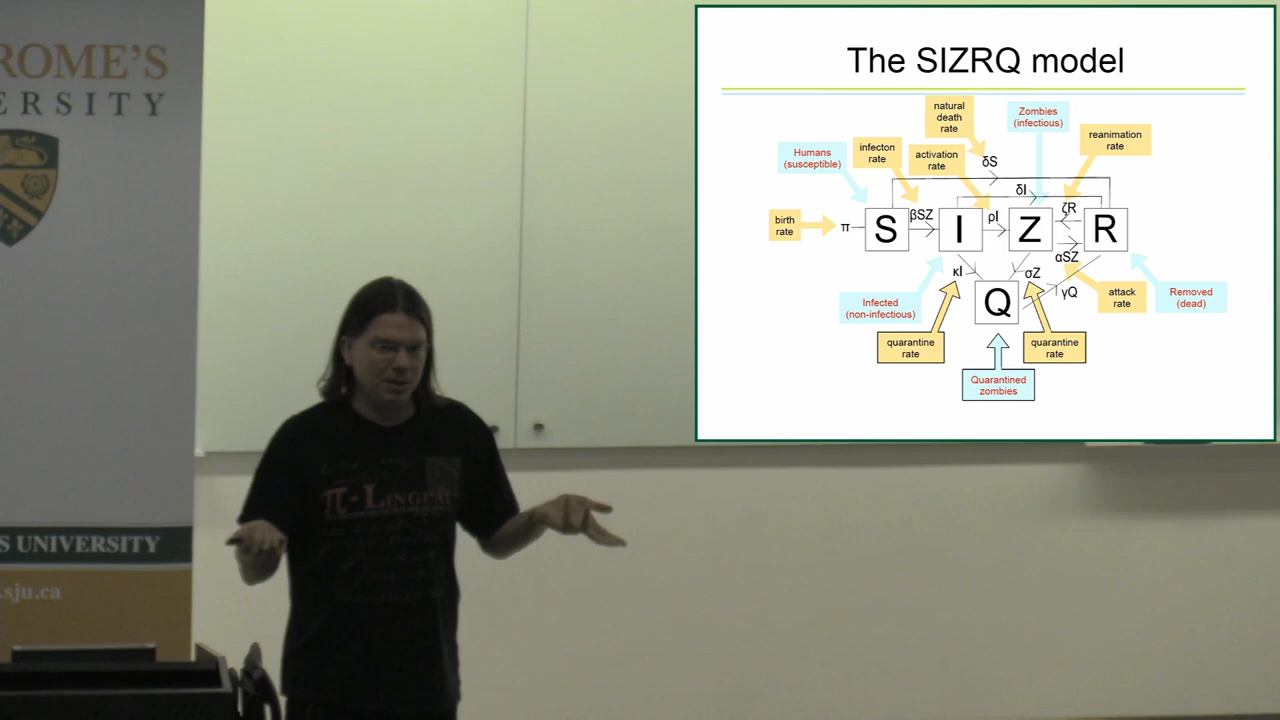 ROME'S
ERSITY
S UNIVERSITY
.sju.ca
π-LINGUAL
The SIZRQ model
natural
death
rate
Zombies
(infectious)
reanimation
rate
infecton
rate
activation
rate
Humans
(susceptible)
δS
δI
birth
rate
π
S
βSZ
I
ρI
Z
ζR
R
αSZ
κI
σZ
γQ
Q
Infected
(non-infectious)
attack
rate
Removed
(dead)
quarantine
rate
quarantine
rate
Quarantined
zombies